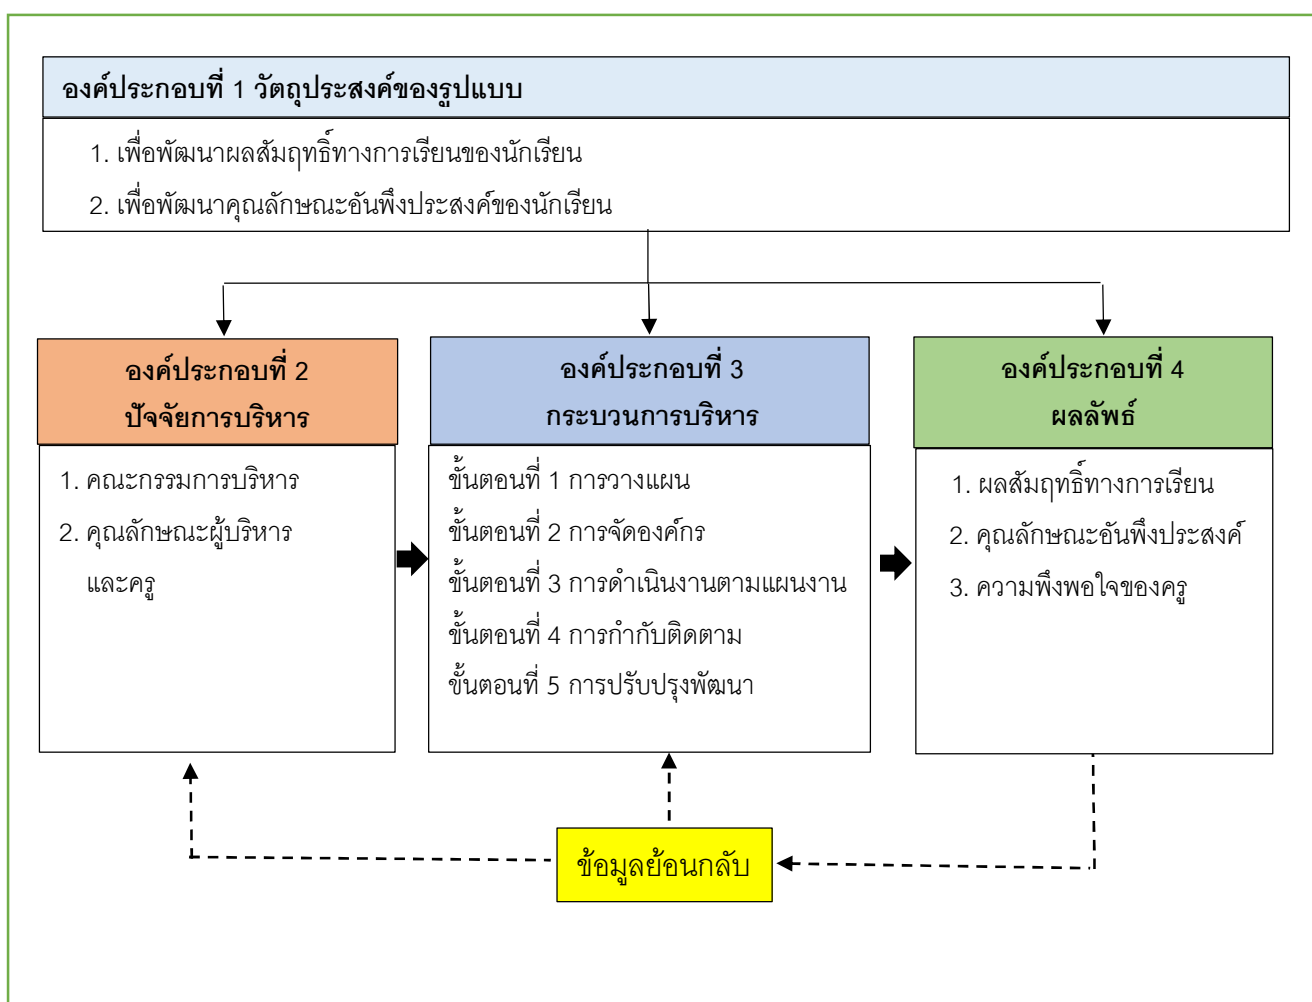 องค์ประกอบที่ 1 วัตถุประสงค์ของรูปแบบ
1. เพื่อพัฒนาผลสัมฤทธิ์ทางการเรียนของนักเรียน
2. เพื่อพัฒนาคุณลักษณะอันพึงประสงค์ของนักเรียน
องค์ประกอบที่ 2
ปัจจัยการบริหาร
1. คณะกรรมการบริหาร
2. คุณลักษณะผู้บริหาร
และครู
องค์ประกอบที่ 3
กระบวนการบริหาร
ขั้นตอนที่ 1 การวางแผน
ขั้นตอนที่ 2 การจัดองค์กร
ขั้นตอนที่ 3 การดำเนินงานตามแผนงาน
ขั้นตอนที่ 4 การกำกับติดตาม
ขั้นตอนที่ 5 การปรับปรุงพัฒนา
องค์ประกอบที่ 4
ผลลัพธ์
1. ผลสัมฤทธิ์ทางการเรียน
2. คุณลักษณะอันพึงประสงค์
3. ความพึงพอใจของครู
ข้อมูลย้อนกลับ